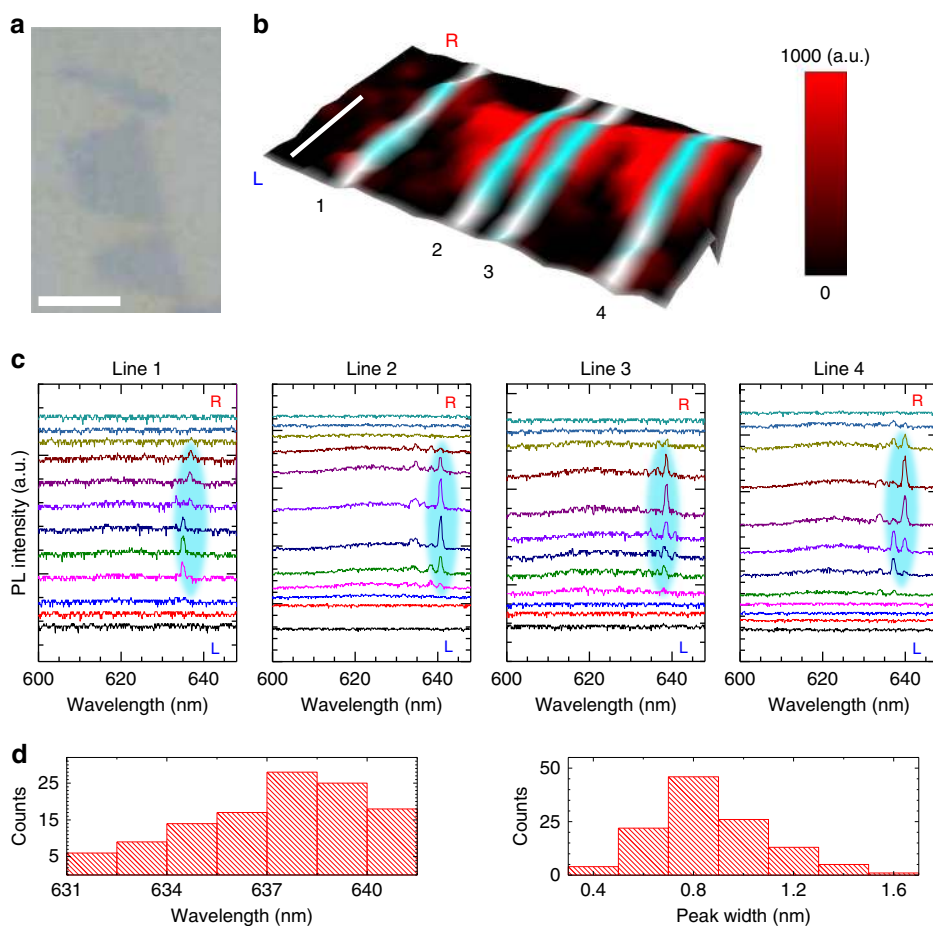 a
b
R
1000 (a.u.)
L
1
2
3
4
0
c
Line 1
Line 2
Line 3
Line 4
R
R
R
R
PL intensity (a.u.)
L
L
L
L
600 620 640
600 620 640
600 620 640
600 620 640
Wavelength (nm)
Wavelength (nm)
Wavelength (nm)
Wavelength (nm)
d
Counts
25
15
5
631 634 637 640
Wavelength (nm)
Counts
50
25
0
0.4 0.8 1.2 1.6
Peak width (nm)